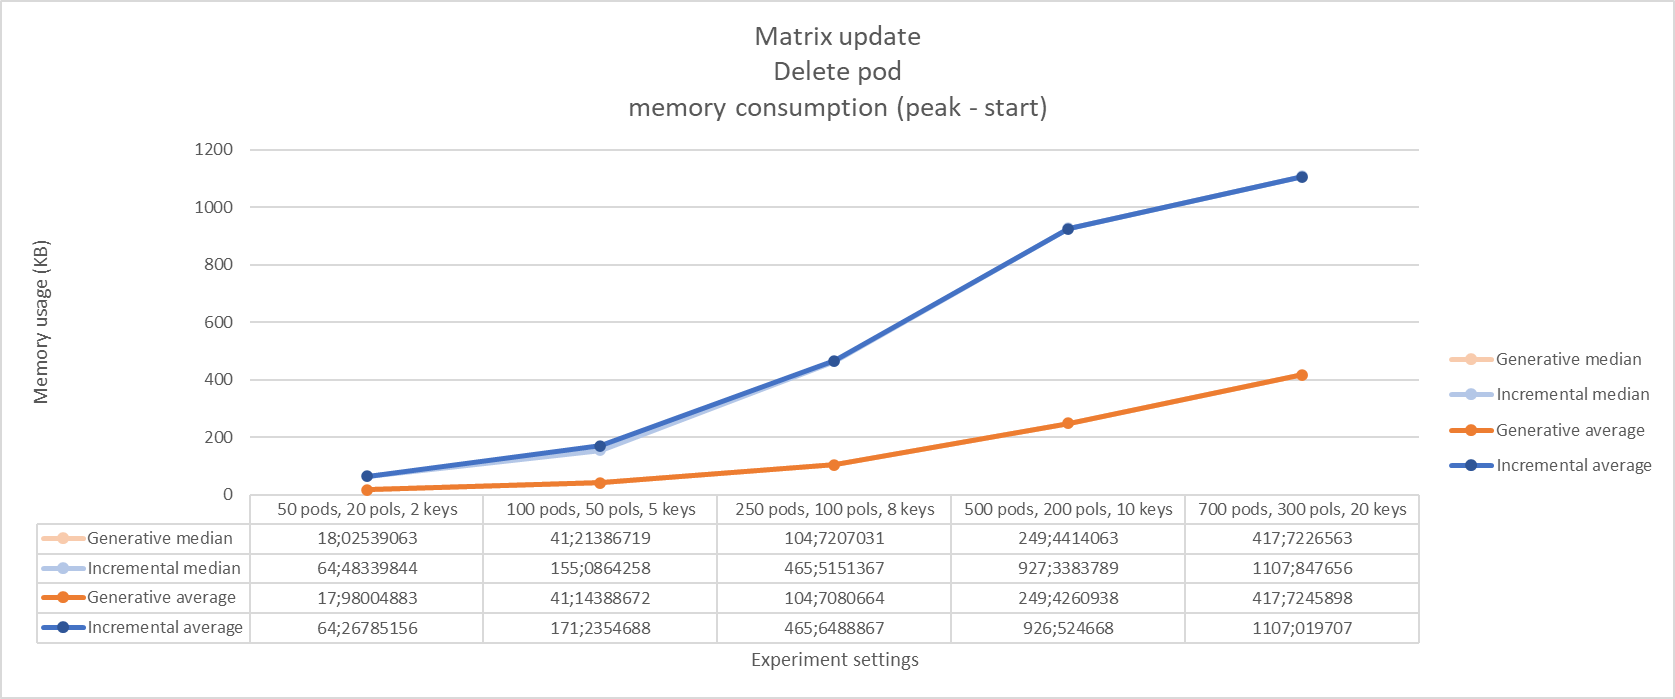 Matrix update
Delete pod
memory consumption (peak - start)
Memory usage (KB)
1200
1000
800
600
400
200
0
Generative median
Incremental median
Generative average
Incremental average
50 pods, 20 pols, 2 keys 100 pods, 50 pols, 5 keys 250 pods, 100 pols, 8 keys 500 pods, 200 pols, 10 keys 700 pods, 300 pols, 20 keys
Generative median 18;02539063 41;21386719 104;7207031 249;4414063 417;7226563
Incremental median 64;48339844 155;0864258 465;5151367 927;3383789 1107;847656
Generative average 17;98004883 41;14388672 104;7080664 249;4260938 417;7245898
Incremental average 64;26785156 171;2354688 465;6488867 926;524668 1107;019707
Experiment settings